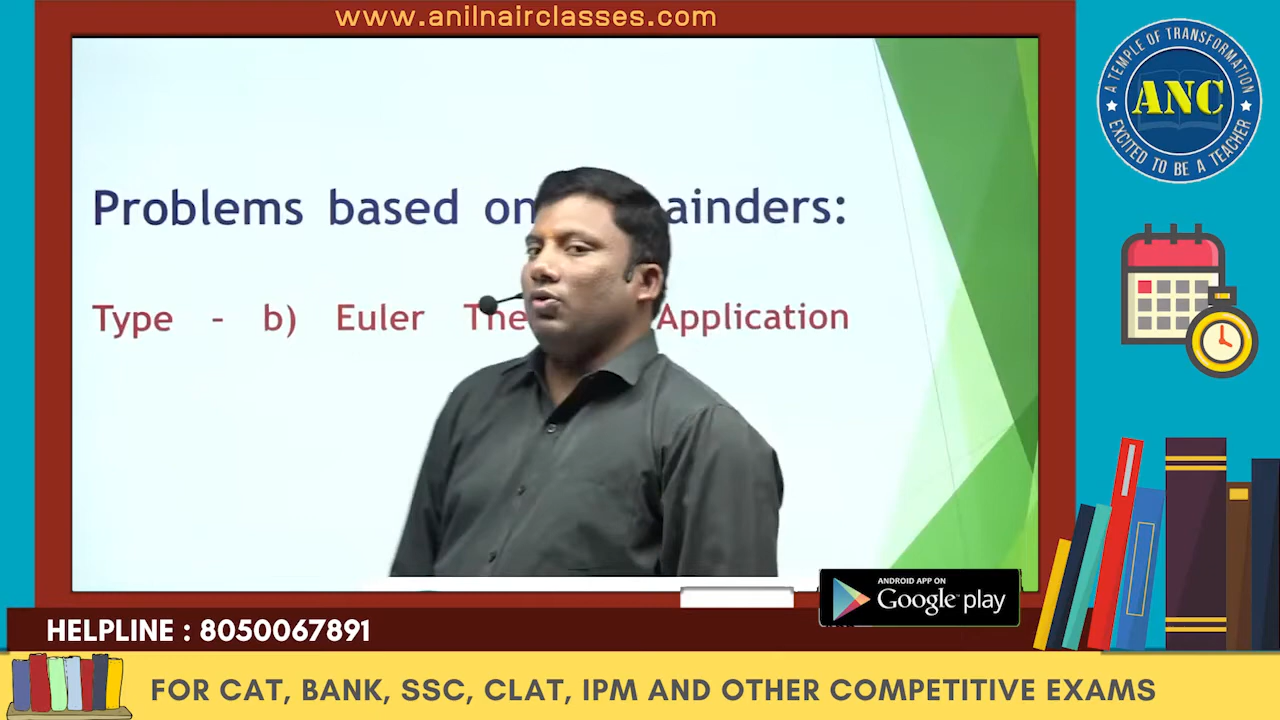 www.anilnairclasses.com
A TEMPLE OF TRANSFORMATION
ANC
EXCITED TO BE A TEACHER
Problems based on ainders:
Type - b) Euler The Application
ANDROID APP ON
Google play
HELPLINE : 8050067891
FOR CAT, BANK, SSC, CLAT, IPM AND OTHER COMPETITIVE EXAMS